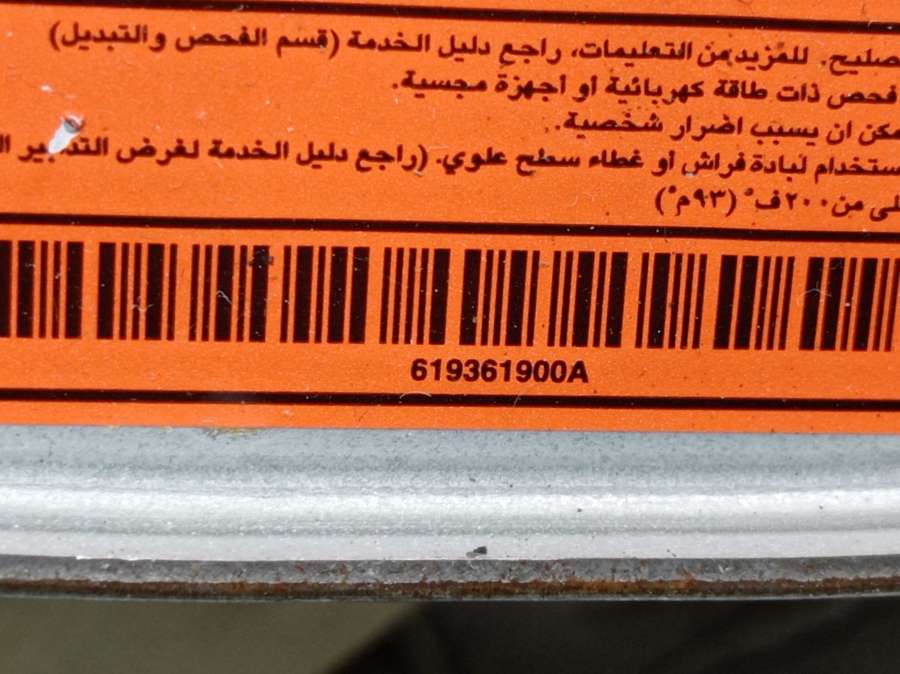 صليح. للمزيد من التعليمات، راجع دليل الخدمة (قسم الفحص والتبديل)
فحص ذات طاقة كهربائية أو أجهزة مجسية.
مكن ان يسبب اضرار شخصية.
ستخدام لبادة فراش أو غطاء سطح علوي. (راجع دليل الخدمة لغرض التدبير ال
لى من ٢٠٠°ف (٩٣م°)
619361900A